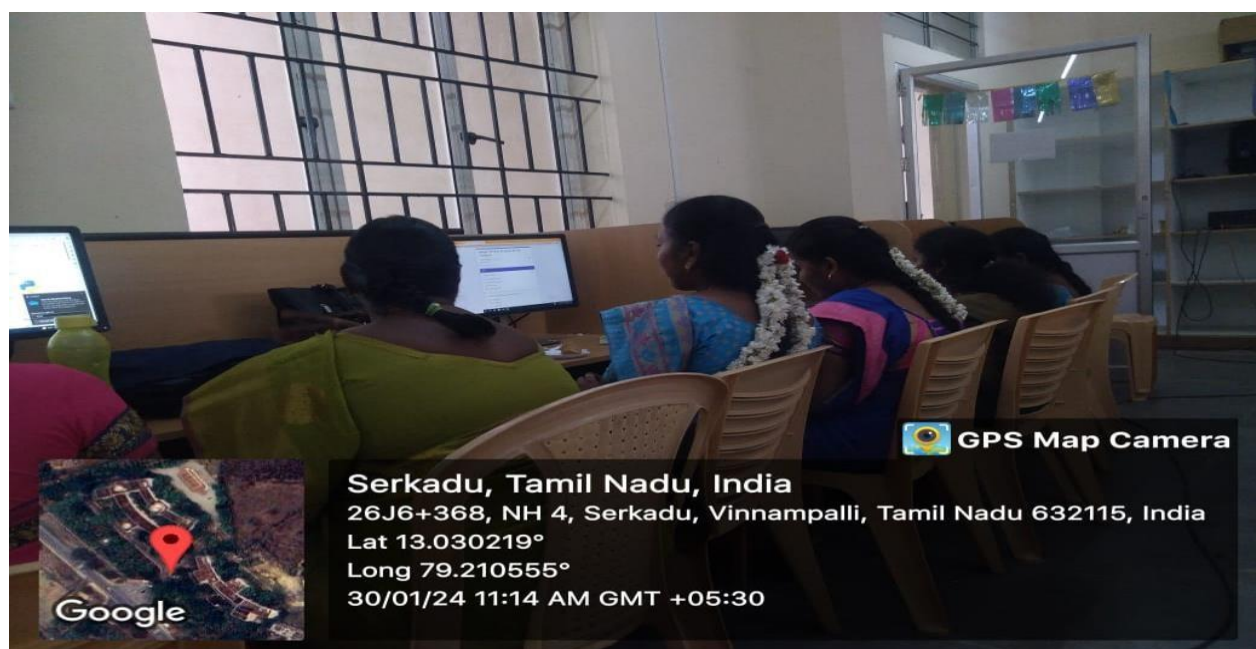 GPS Map Camera
Serkadu, Tamil Nadu, India
26J6+368, NH 4, Serkadu, Vinnampalli, Tamil Nadu 632115, India
Lat 13.030219°
Long 79.210555°
30/01/24 11:14 AM GMT +05:30
Google